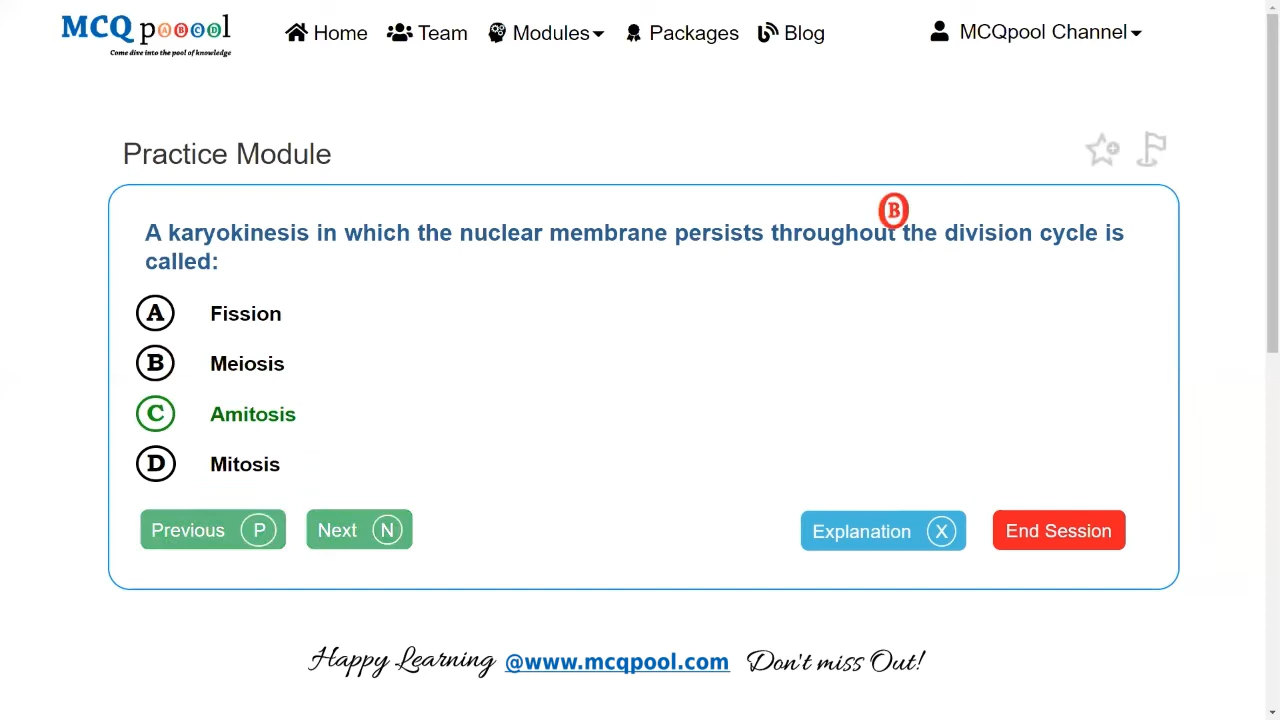 MCQ pooool
A B C D
Come dive into the pool of knowledge
Home Team Modules Packages Blog MCQpool Channel
Practice Module
B
A karyokinesis in which the nuclear membrane persists throughout the division cycle is
called:
A Fission
B Meiosis
C Amitosis
D Mitosis
Previous P Next N Explanation X End Session
Happy Learning @www.mcqpool.com Don't miss Out!